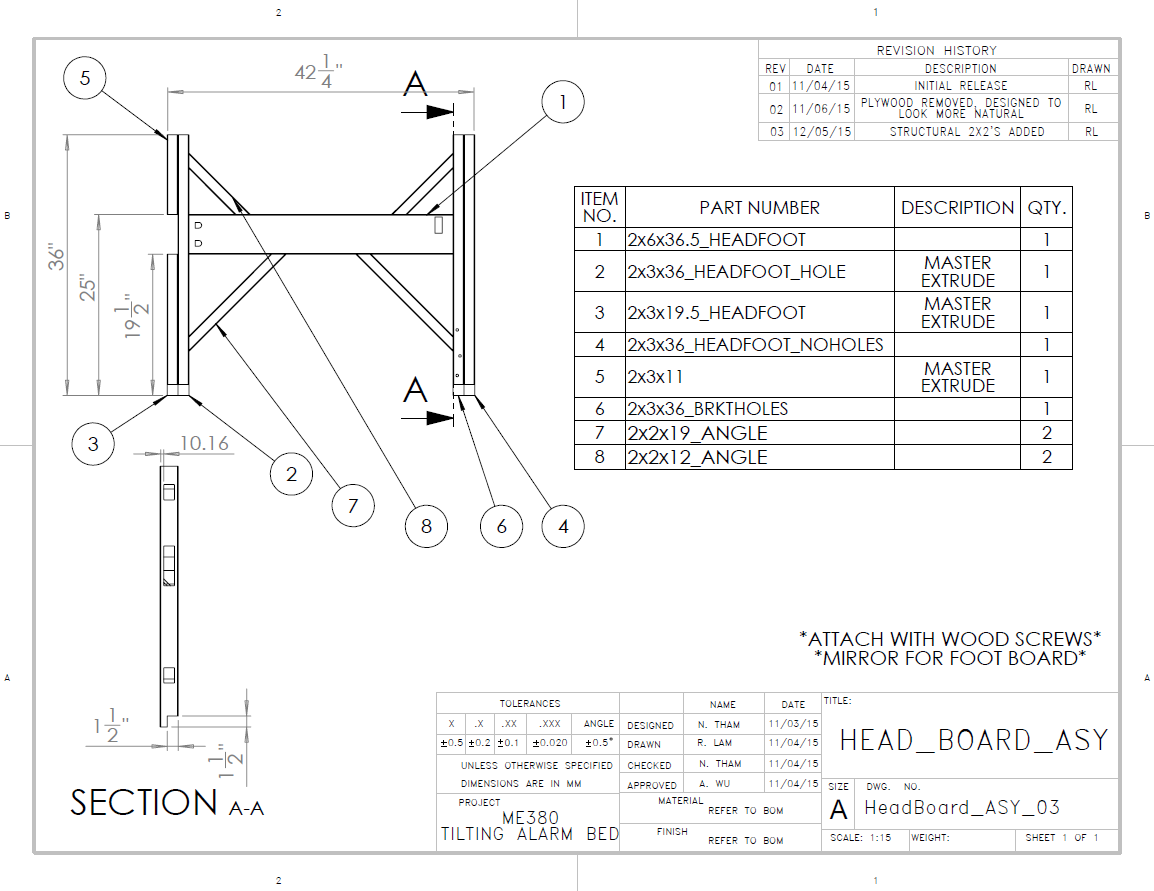 2
1
REVISION HISTORY
REV DATE DESCRIPTION DRAWN
01 11/04/15 INITIAL RELEASE RL
02 11/06/15 PLYWOOD REMOVED, DESIGNED TO LOOK MORE NATURAL RL
03 12/05/15 STRUCTURAL 2X2'S ADDED RL
5
42 1/4"
A
1
B
B
36"
25"
19 1/2"
A
ITEM NO. PART NUMBER DESCRIPTION QTY.
1 2x6x36.5_HEADFOOT 1
2 2x3x36_HEADFOOT_HOLE MASTER EXTRUDE 1
3 2x3x19.5_HEADFOOT MASTER EXTRUDE 1
4 2x3x36_HEADFOOT_NOHOLES 1
5 2x3x11 MASTER EXTRUDE 1
6 2x3x36_BRKTHOLES 1
7 2x2x19_ANGLE 2
8 2x2x12_ANGLE 2
3
10.16
2
7
8
6
4
*ATTACH WITH WOOD SCREWS*
*MIRROR FOR FOOT BOARD*
A
A
1 1/2"
1 1/2"
SECTION A-A
TOLERANCES
X .X .XX .XXX ANGLE
±0.5 ±0.2 ±0.1 ±0.020 ±0.5°
UNLESS OTHERWISE SPECIFIED
DIMENSIONS ARE IN MM
PROJECT
ME380
TILTING ALARM BED
NAME DATE
DESIGNED N. THAM 11/03/15
DRAWN R. LAM 11/04/15
CHECKED N. THAM 11/04/15
APPROVED A. WU 11/04/15
MATERIAL REFER TO BOM
FINISH REFER TO BOM
TITLE:
HEAD_BOARD_ASY
SIZE DWG. NO.
A HeadBoard_ASY_03
SCALE: 1:15 WEIGHT: SHEET 1 OF 1
2
1